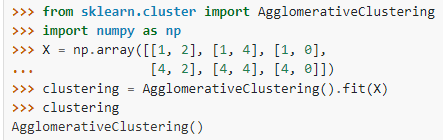 >>> from sklearn.cluster import AgglomerativeClustering
>>> import numpy as np
>>> X = np.array([[1, 2], [1, 4], [1, 0],
...               [4, 2], [4, 4], [4, 0]])
>>> clustering = AgglomerativeClustering().fit(X)
>>> clustering
AgglomerativeClustering()